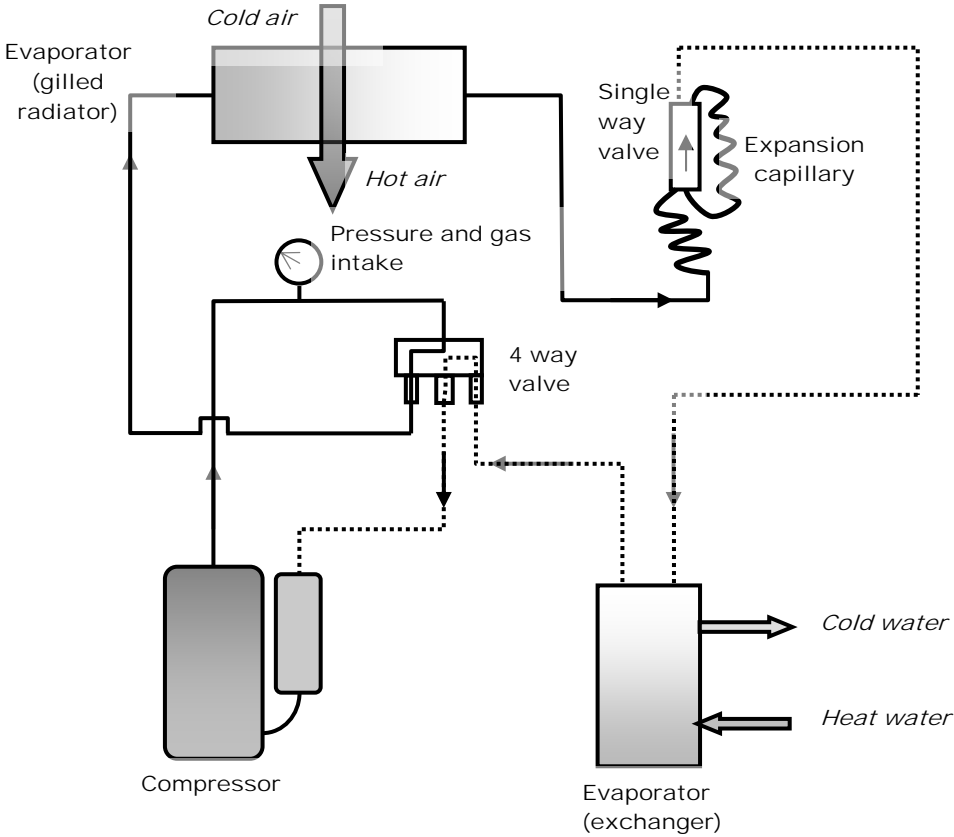 Cold air
Evaporator
(gilled
radiator)
Hot air
Single
way
valve
Expansion
capillary
Pressure and gas
intake
4 way
valve
Cold water
Heat water
Compressor
Evaporator
(exchanger)